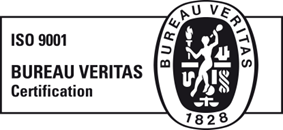 ISO 9001
BUREAU VERITAS
Certification
BUREAU VERITAS
1828